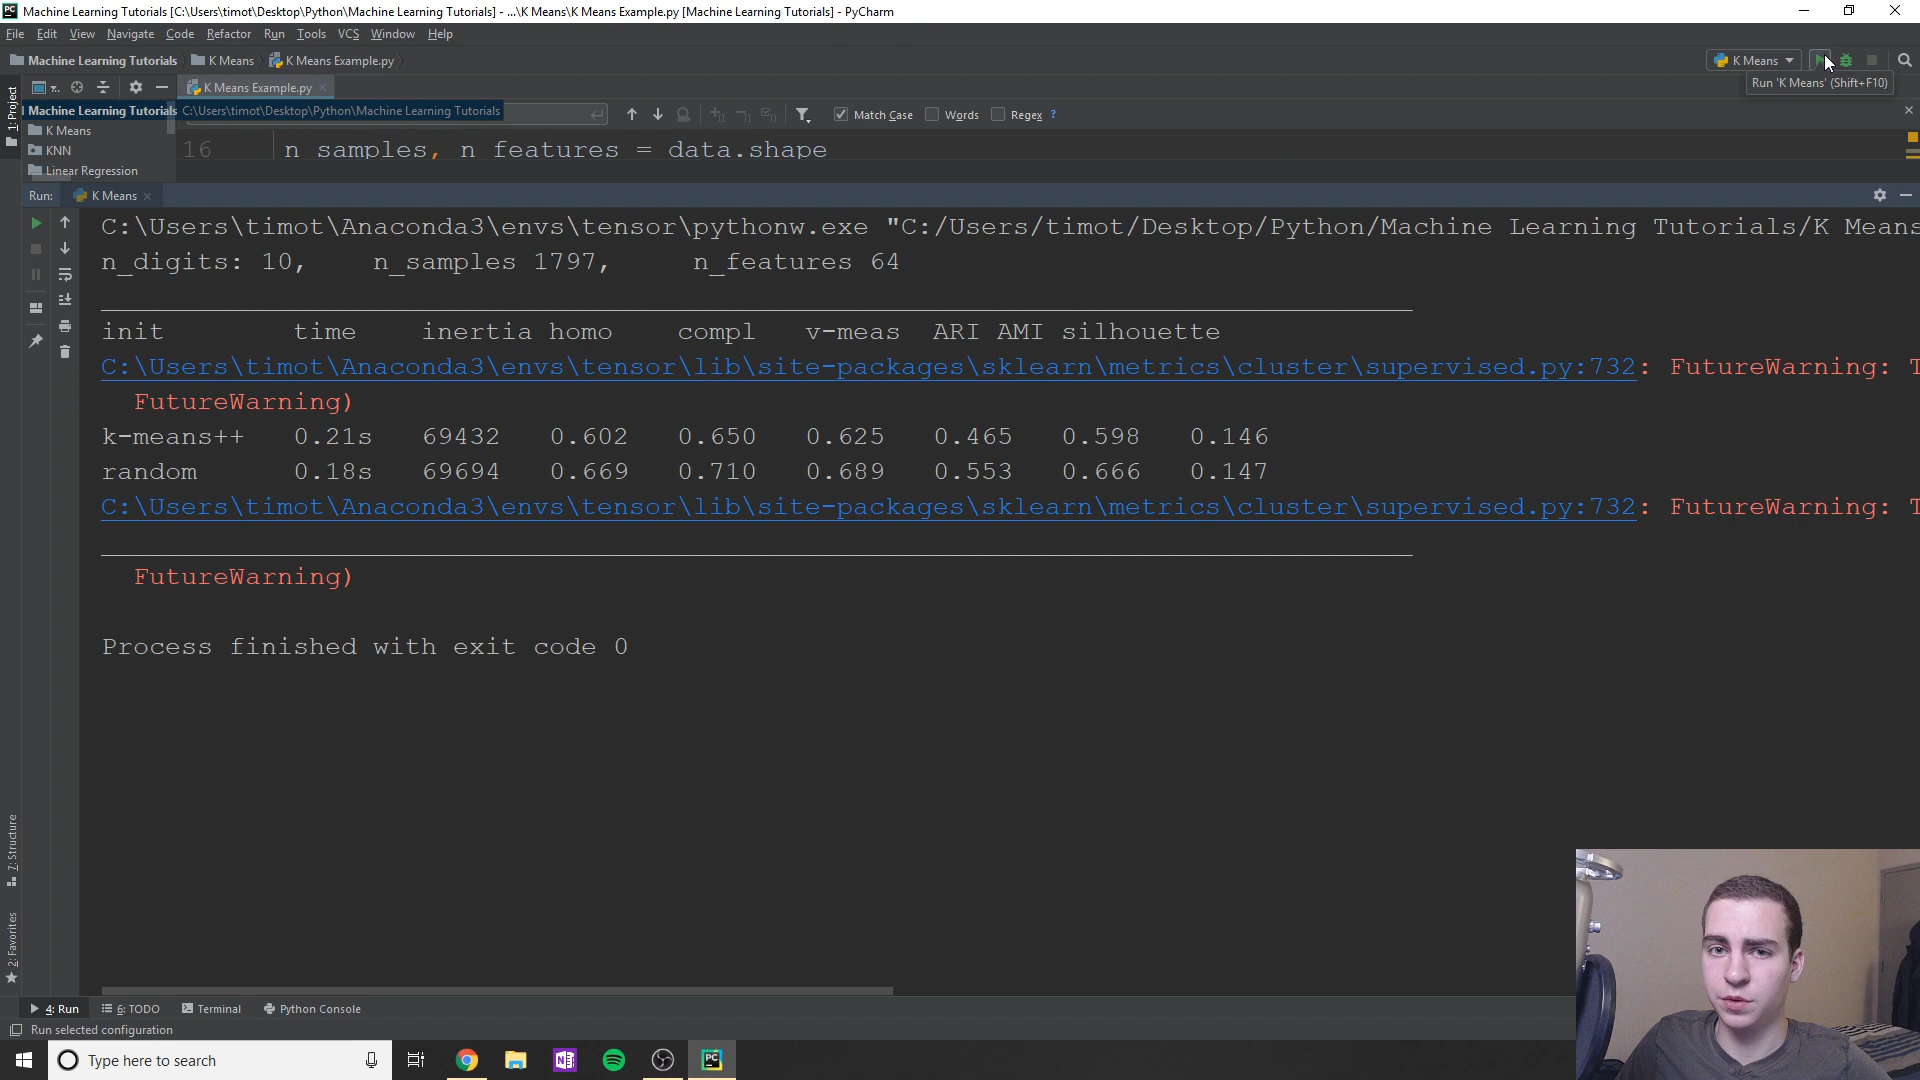 Machine Learning Tutorials [C:\Users\timot\Desktop\Python\Machine Learning Tutorials] - ...\K Means\K Means Example.py [Machine Learning Tutorials] - PyCharm
File Edit View Navigate Code Refactor Run Tools VCS Window Help
Machine Learning Tutorials K Means K Means Example.py K Means
Run 'K Means' (Shift+F10)
1: Project
K Means Example.py
Machine Learning Tutorials C:\Users\timot\Desktop\Python\Machine Learning Tutorials
Match Case Words Regex ?
K Means
KNN
Linear Regression
16 n_samples, n_features = data.shape
Run: K Means
C:\Users\timot\Anaconda3\envs\tensor\pythonw.exe "C:/Users/timot/Desktop/Python/Machine Learning Tutorials/K Means
n_digits: 10, n_samples 1797, n_features 64
__________________________________________________________________________________
init time inertia homo compl v-meas ARI AMI silhouette
C:\Users\timot\Anaconda3\envs\tensor\lib\site-packages\sklearn\metrics\cluster\supervised.py:732: FutureWarning: T
FutureWarning)
k-means++ 0.21s 69432 0.602 0.650 0.625 0.465 0.598 0.146
random 0.18s 69694 0.669 0.710 0.689 0.553 0.666 0.147
C:\Users\timot\Anaconda3\envs\tensor\lib\site-packages\sklearn\metrics\cluster\supervised.py:732: FutureWarning: T
__________________________________________________________________________________
FutureWarning)
Process finished with exit code 0
7: Structure
2: Favorites
4: Run 6: TODO Terminal Python Console
Run selected configuration
Type here to search